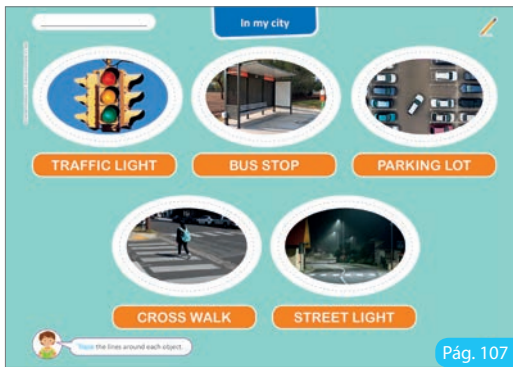 In my city
TRAFFIC LIGHT
BUS STOP
PARKING LOT
CROSS WALK
STREET LIGHT
Trace the lines around each object.
Pág. 107